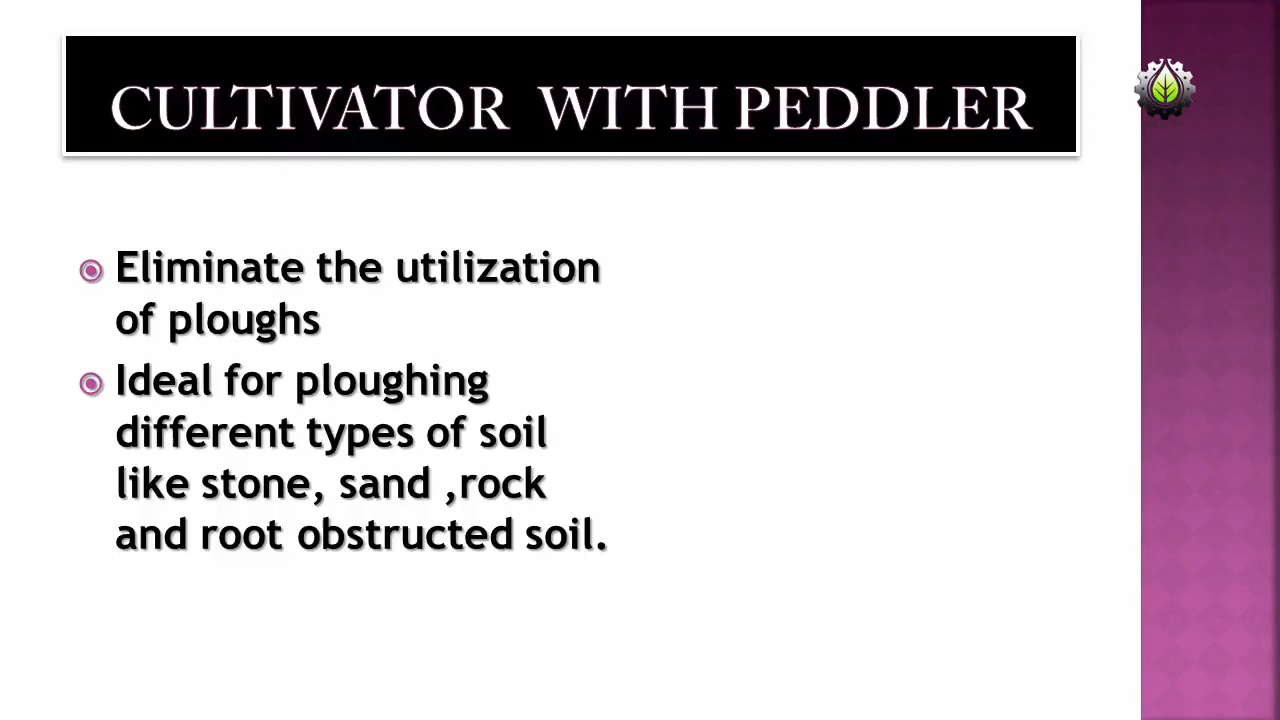 CULTIVATOR WITH PEDDLER
Eliminate the utilization
of ploughs
Ideal for ploughing
different types of soil
like stone, sand ,rock
and root obstructed soil.